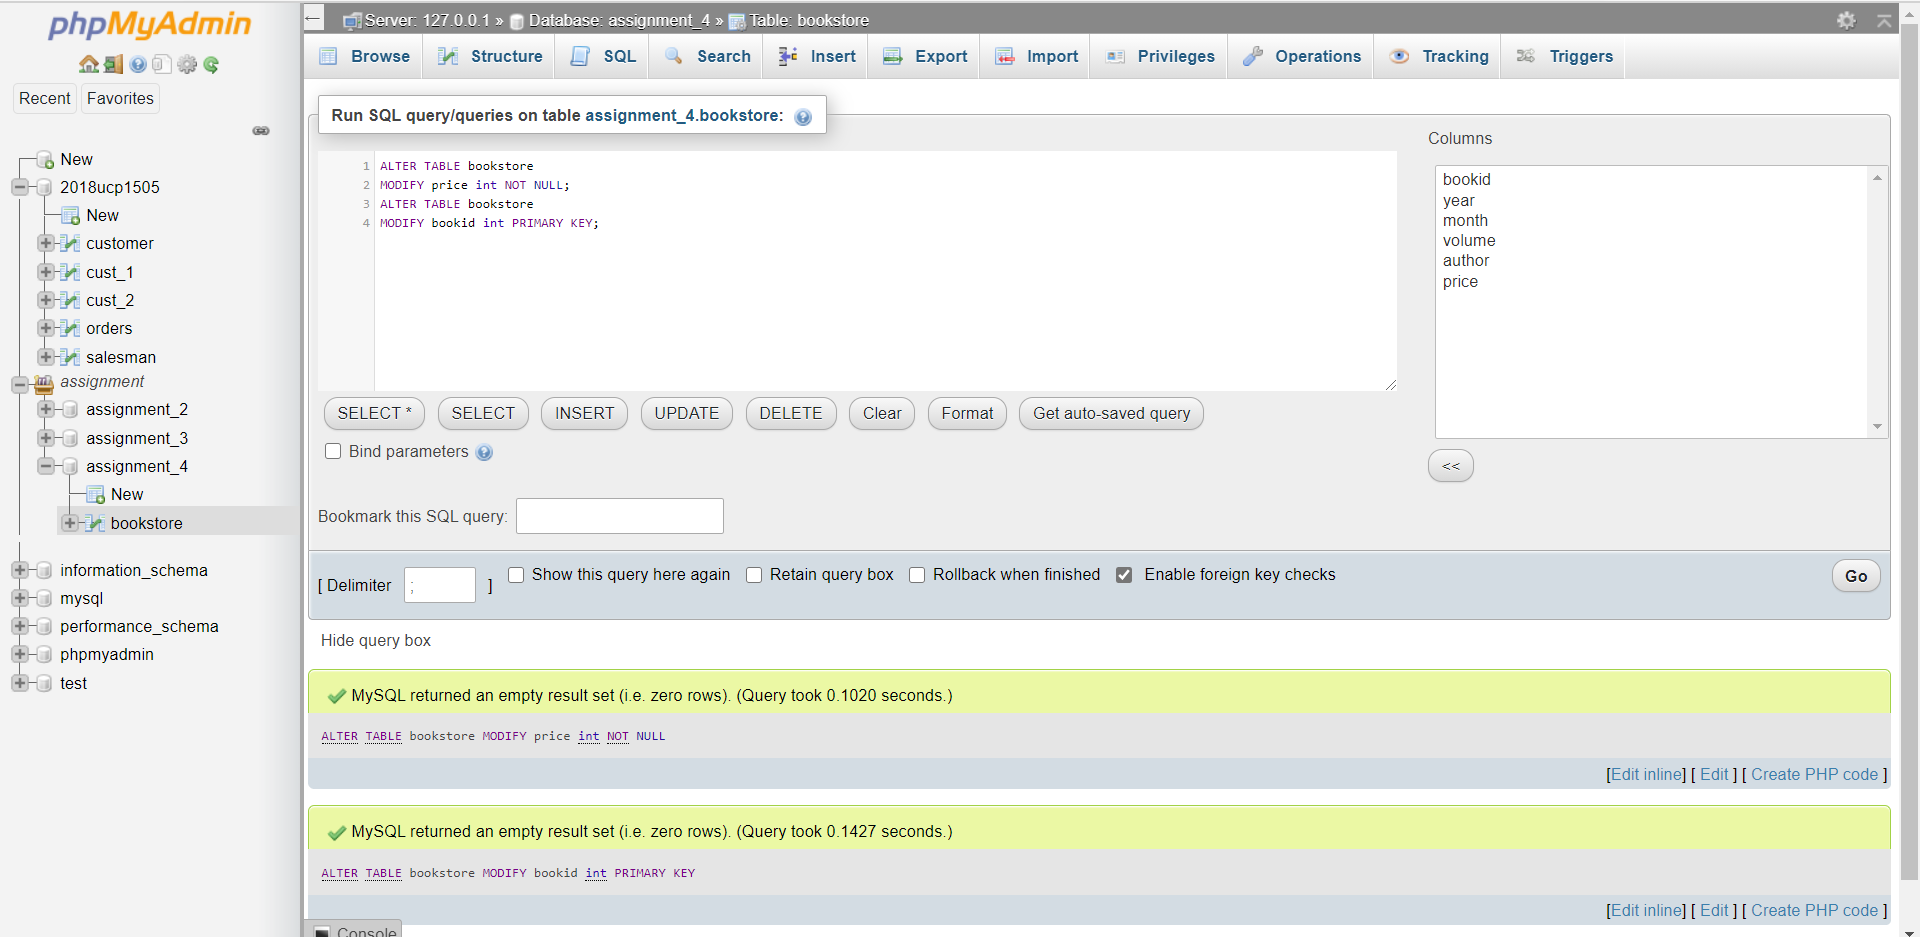 phpMyAdmin
Recent
Favorites
New
2018ucp1505
New
customer
cust_1
cust_2
orders
salesman
assignment
assignment_2
assignment_3
assignment_4
New
bookstore
information_schema
mysql
performance_schema
phpmyadmin
test
Server: 127.0.0.1 » Database: assignment_4 » Table: bookstore
Browse Structure SQL Search Insert Export Import Privileges Operations Tracking Triggers
Run SQL query/queries on table assignment_4.bookstore:
1 ALTER TABLE bookstore
2 MODIFY price int NOT NULL;
3 ALTER TABLE bookstore
4 MODIFY bookid int PRIMARY KEY;
Columns
bookid
year
month
volume
author
price
<<
SELECT * SELECT INSERT UPDATE DELETE Clear Format Get auto-saved query
Bind parameters
Bookmark this SQL query:
[ Delimiter ; ] Show this query here again Retain query box Rollback when finished Enable foreign key checks Go
Hide query box
MySQL returned an empty result set (i.e. zero rows). (Query took 0.1020 seconds.)
ALTER TABLE bookstore MODIFY price int NOT NULL
[Edit inline] [ Edit ] [ Create PHP code ]
MySQL returned an empty result set (i.e. zero rows). (Query took 0.1427 seconds.)
ALTER TABLE bookstore MODIFY bookid int PRIMARY KEY
[Edit inline] [ Edit ] [ Create PHP code ]
Console